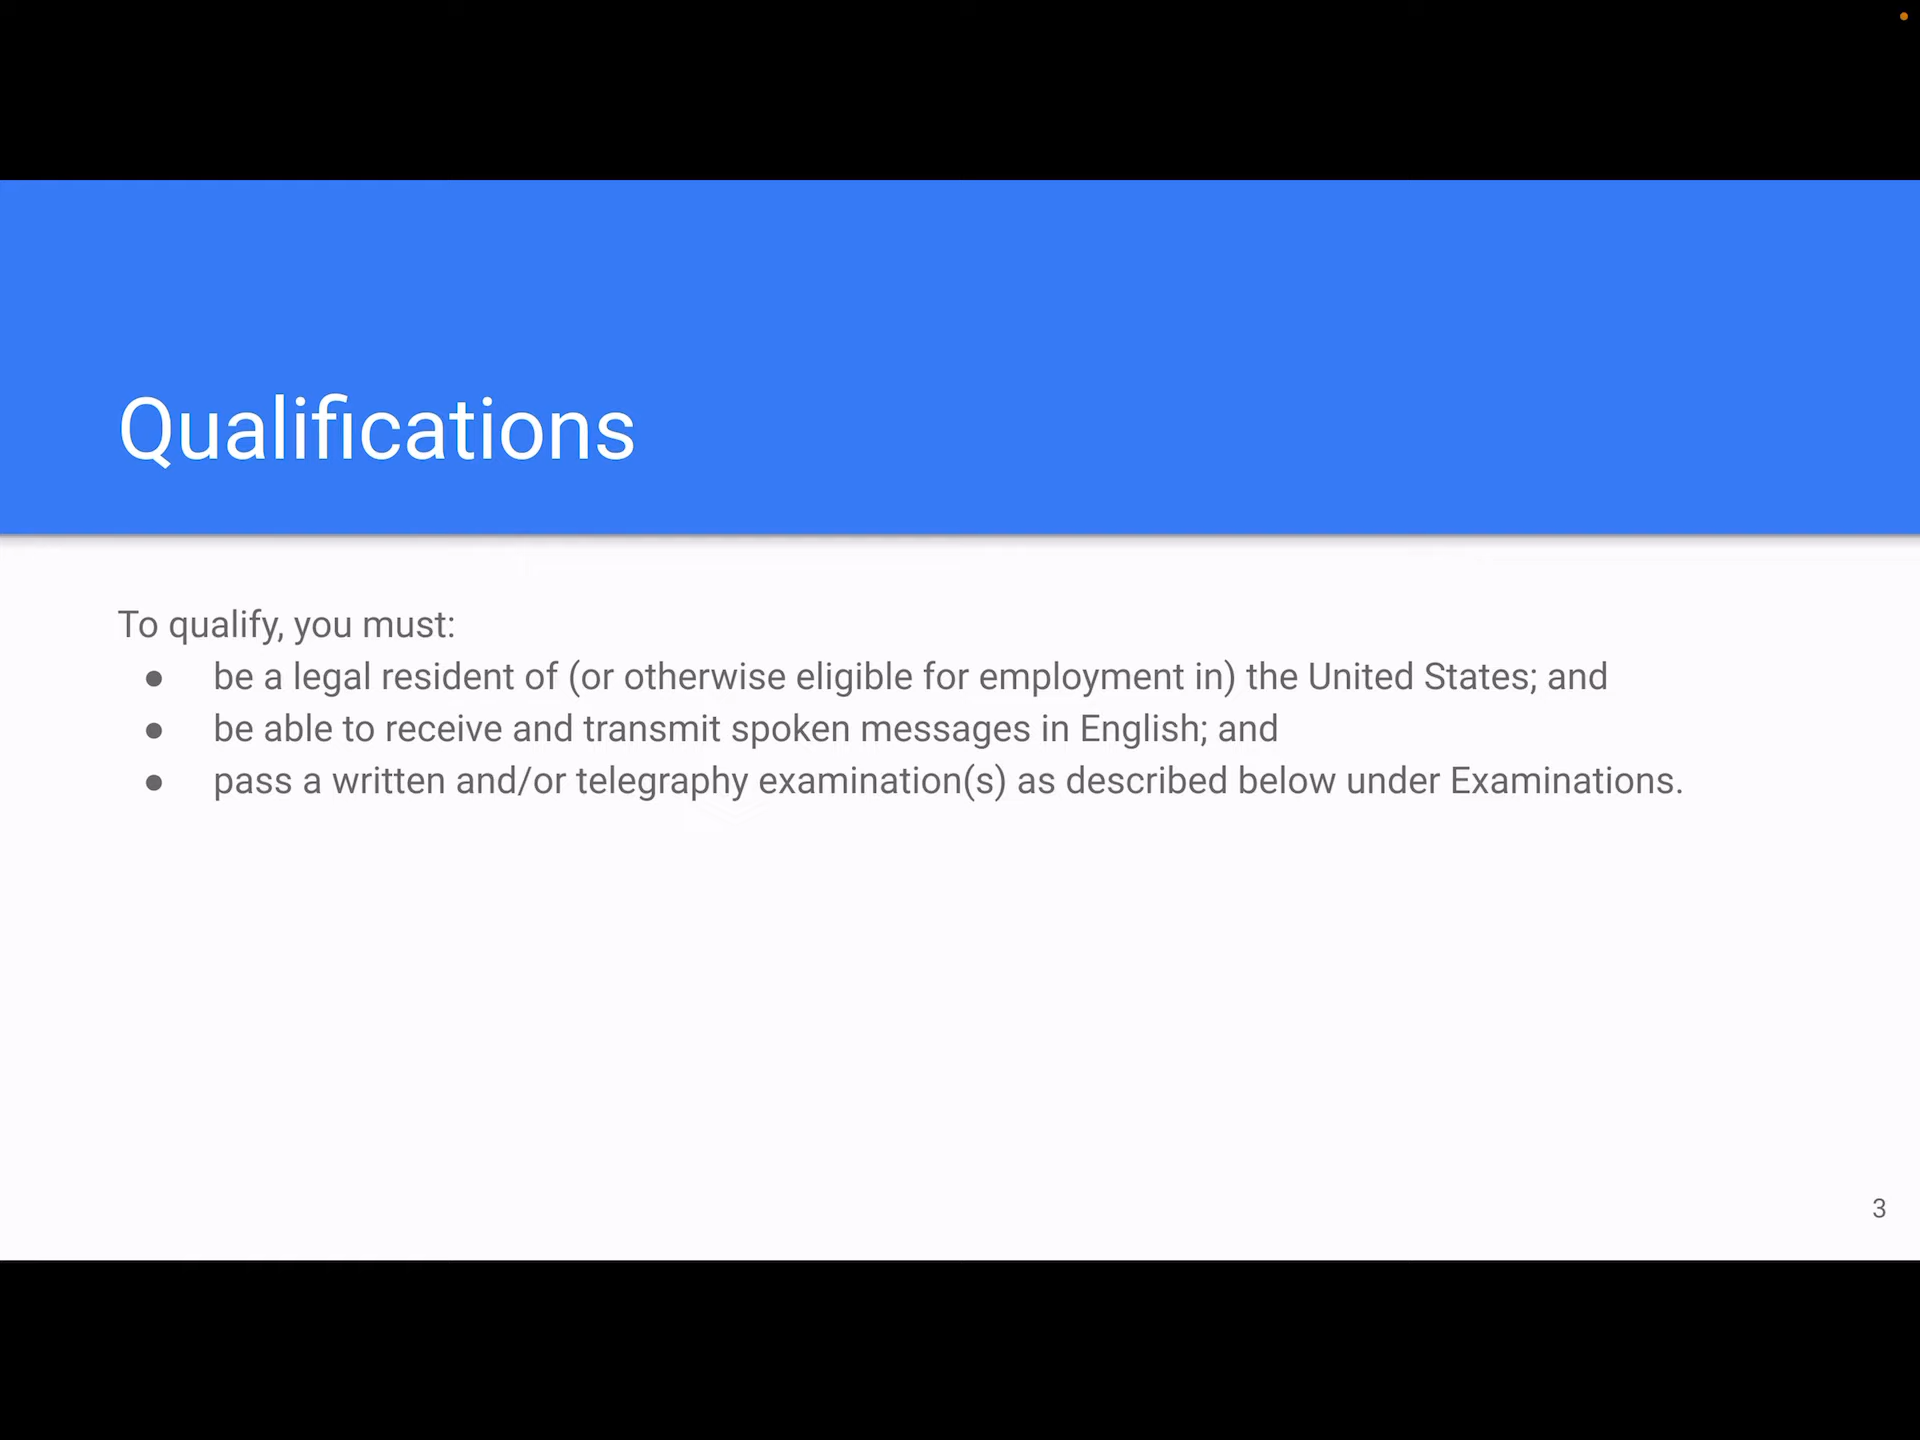 Qualifications
To qualify, you must:
● be a legal resident of (or otherwise eligible for employment in) the United States; and
● be able to receive and transmit spoken messages in English; and
● pass a written and/or telegraphy examination(s) as described below under Examinations.
3